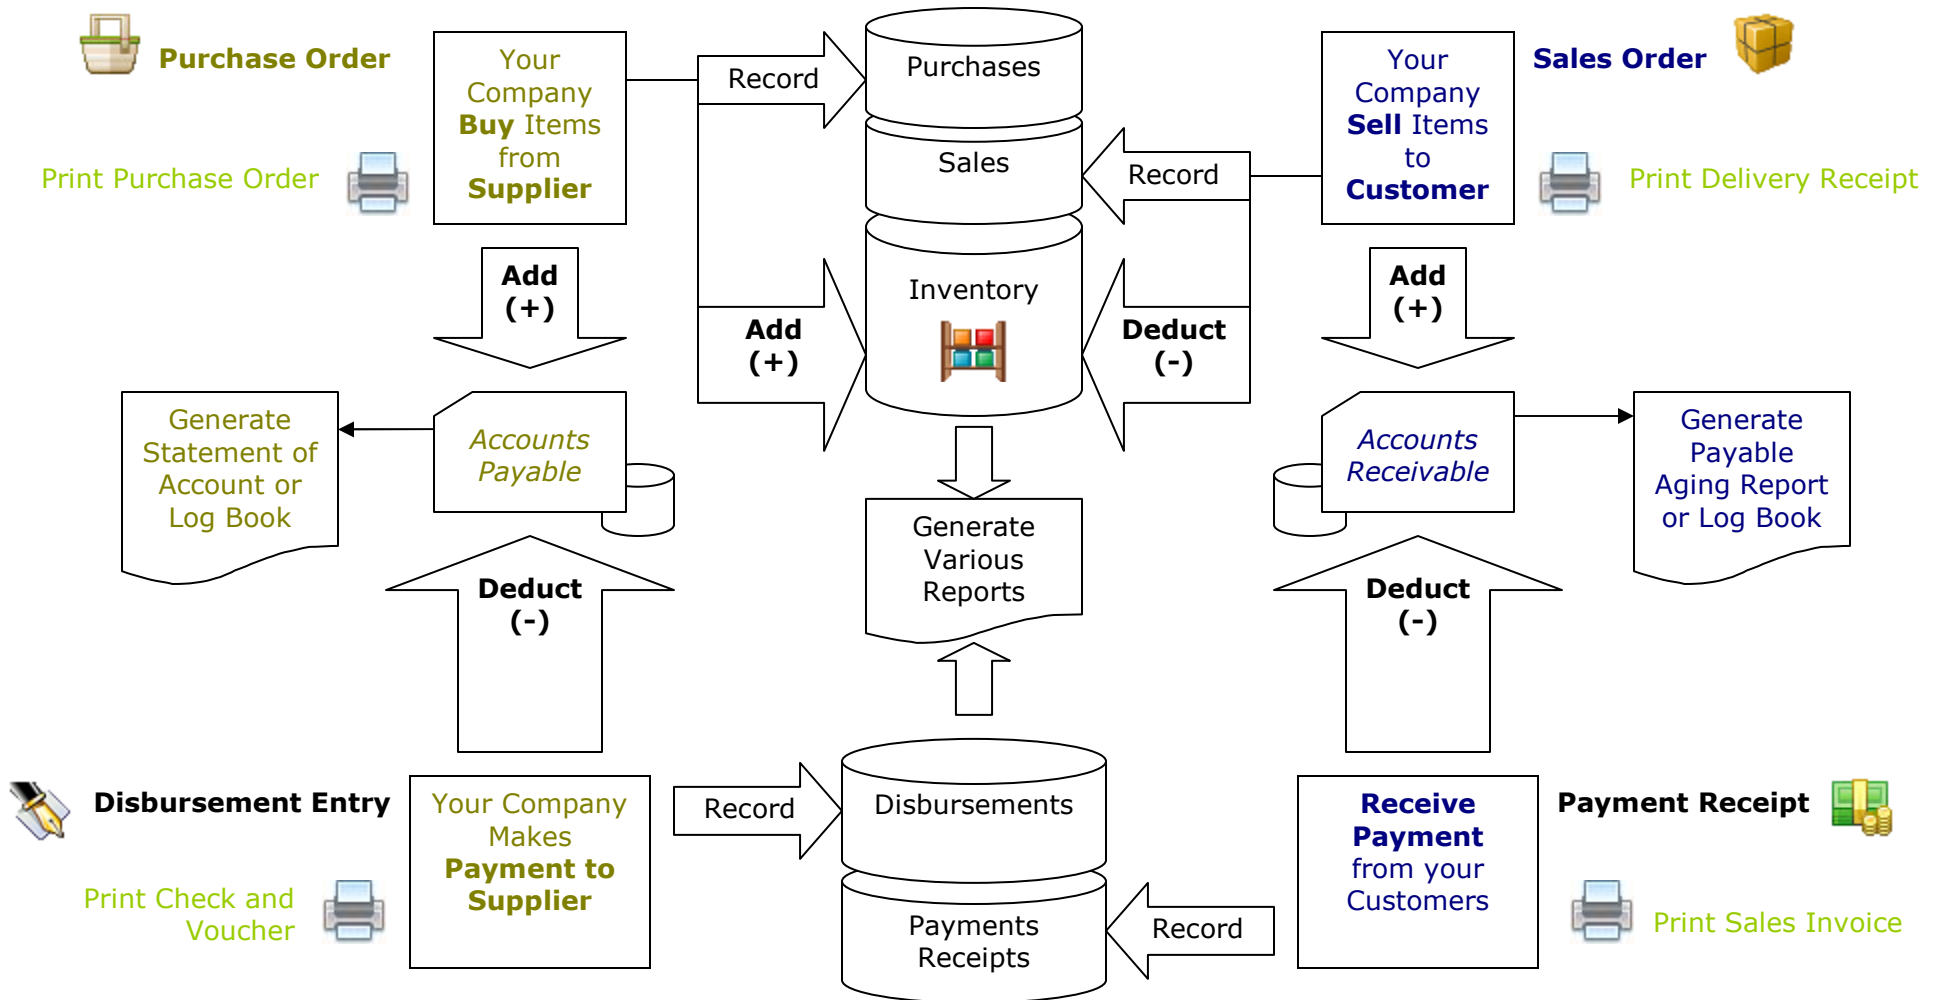 Purchase Order
Your
Company
Buy Items
from
Supplier
Print Purchase Order
Record
Purchases
Sales
Inventory
Record
Your
Company
Sell Items
to
Customer
Sales Order
Print Delivery Receipt
Add
(+)
Add
(+)
Deduct
(-)
Add
(+)
Generate
Statement of
Account or
Log Book
Accounts
Payable
Generate
Various
Reports
Accounts
Receivable
Generate
Payable
Aging Report
or Log Book
Deduct
(-)
Deduct
(-)
Disbursement Entry
Print Check and
Voucher
Your Company
Makes
Payment to
Supplier
Record
Disbursements
Payments
Receipts
Record
Receive
Payment
from your
Customers
Payment Receipt
Print Sales Invoice